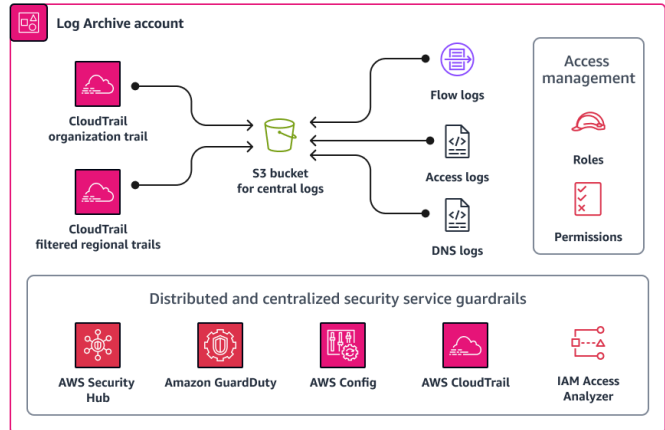 Log Archive account
CloudTrail
organization trail
CloudTrail
filtered regional trails
S3 bucket
for central logs
Flow logs
Access logs
DNS logs
Access
management
Roles
Permissions
Distributed and centralized security service guardrails
AWS Security
Hub
Amazon GuardDuty
AWS Config
AWS CloudTrail
IAM Access
Analyzer